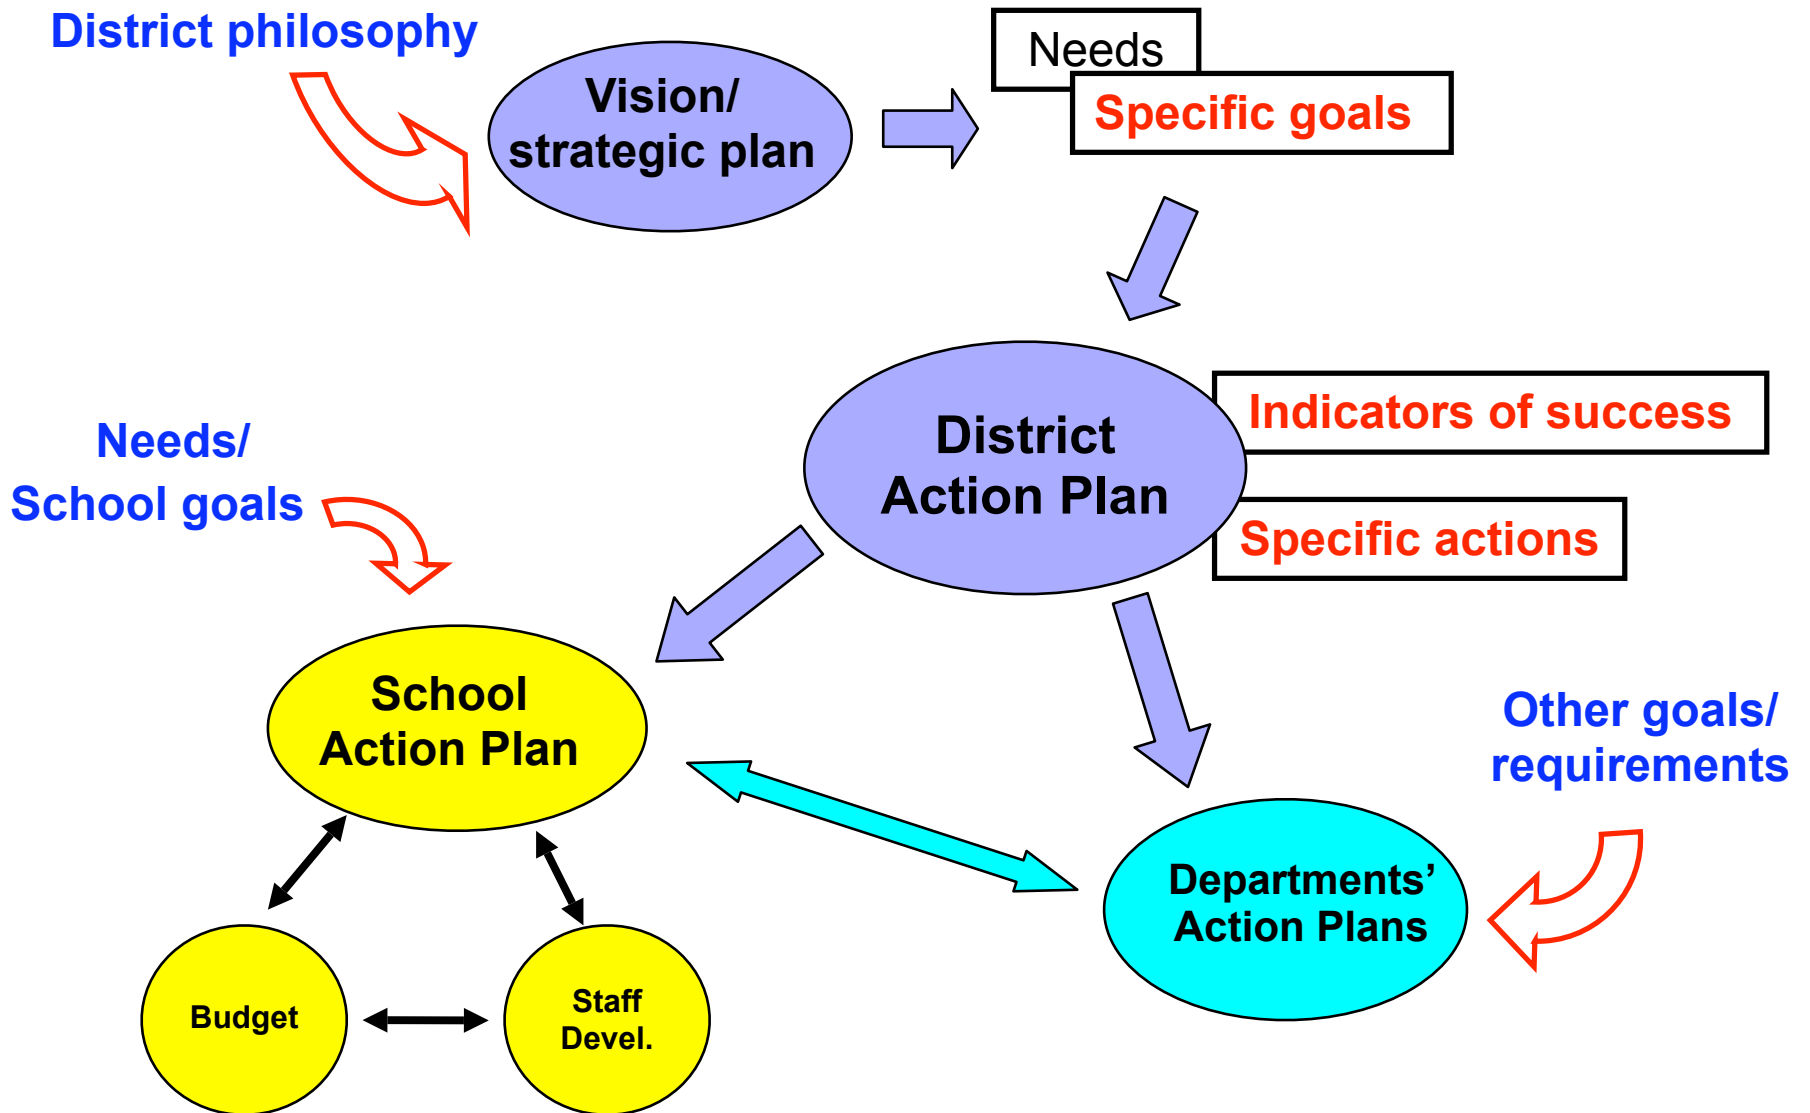 District philosophy
Vision/
strategic plan
Needs
Specific goals
District
Action Plan
Indicators of success
Specific actions
Needs/
School goals
School
Action Plan
Other goals/
requirements
Departments’
Action Plans
Budget
Staff
Devel.